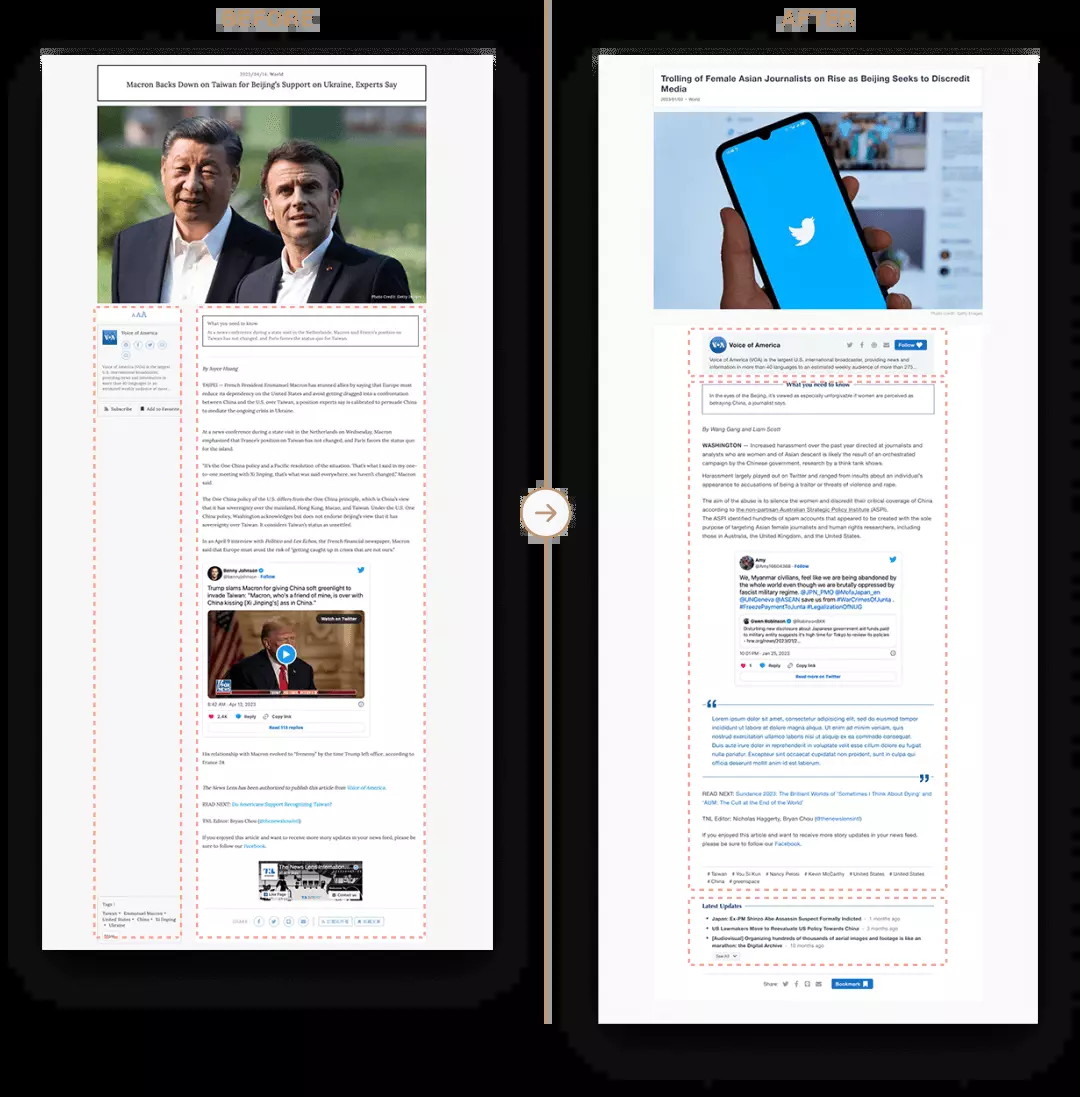 BEFORE
AFTER
2023/04/14, World
Macron Backs Down on Taiwan for Beijing's Support on Ukraine, Experts Say
Photo Credit: Getty Images
AAA
Voice of America
Voice of America (VOA) is the largest
U.S. international broadcaster,
providing news and information in
more than 40 languages to an
estimated weekly audience of more
Subscribe
Add to Favorite
What you need to know
At a news conference during a state visit in the Netherlands, Macron said France's position on
Taiwan has not changed, and Paris favors the status quo for Taiwan.
By Joyce Huang
TAIPEI — French President Emmanuel Macron has stunned allies by saying that Europe must
reduce its dependency on the United States and avoid getting dragged into a confrontation
between China and the U.S. over Taiwan, a position experts say is calibrated to persuade China
to mediate the ongoing crisis in Ukraine.
At a news conference during a state visit in the Netherlands on Wednesday, Macron
emphasized that France's position on Taiwan has not changed, and Paris favors the status quo
for the island.
"It's the One China policy and a Pacific resolution of the situation. That's what I said in my one-
to-one meeting with Xi Jinping, that's what was said everywhere, we haven't changed," Macron
said.
The One China policy of the U.S. differs from the One China principle, which is China's view
that it has sovereignty over the mainland, Hong Kong, Macao, and Taiwan. Under the U.S. One
China policy, Washington acknowledges but does not endorse Beijing's view that it has
sovereignty over Taiwan. It considers Taiwan's status as unsettled.
In an April 9 interview with Politico and Les Echos, the French financial newspaper, Macron
said that Europe must avoid the risk of "getting caught up in crises that are not ours."
Benny Johnson
@bennyjohnson · Follow
Trump slams Macron for giving China soft greenlight to
invade Taiwan: "Macron, who's a friend of mine, is over with
China kissing [Xi Jinping's] ass in China."
Watch on Twitter
FOX
NEWS
8:42 AM · Apr 12, 2023
2.4K
Reply
Copy link
Read 514 replies
His relationship with Macron evolved to "frenemy" by the time Trump left office, according to
France 24.
The News Lens has been authorized to publish this article from Voice of America.
READ NEXT: Do Americans Support Recognizing Taiwan?
TNL Editor: Bryan Chou (@thenewslensintl)
If you enjoyed this article and want to receive more story updates in your news feed, please be
sure to follow our Facebook.
The News Lens Internation...
Like Page
Contact us
Tags :
Taiwan
Emmanuel Macron
United States
China
Xi Jinping
Ukraine
More
SHARE
Trolling of Female Asian Journalists on Rise as Beijing Seeks to Discredit
Media
World
Photo Credit: Getty Images
VOA
Voice of America
Follow
Voice of America (VOA) is the largest U.S. international broadcaster, providing news and
information in more than 40 languages to an estimated weekly audience of more than 275...
What you need to know
In the eyes of the Beijing, it's viewed as especially unforgivable if women are perceived as
betraying China, a journalist says.
By Wang Gang and Liam Scott
WASHINGTON — Increased harassment over the past year directed at journalists and
analysts who are women and of Asian descent is likely the result of an orchestrated
campaign by the Chinese government, research by a think tank shows.
Harassment largely played out on Twitter and ranged from insults about an individual's
appearance to accusations of being a traitor or threats of violence and rape.
The aim of the abuse is to silence the women and discredit their critical coverage of China
according to the non-partisan Australian Strategic Policy Institute (ASPI).
The ASPI identified hundreds of spam accounts that appeared to be created with the sole
purpose of targeting Asian female journalists and human rights researchers, including
those in Australia, the United Kingdom, and the United States.
Amy
Follow
We, Myanmar civilians, feel like we are being abandoned by
the whole world even though we are brutally oppressed by
fascist military regime. @JPN_PMO @MofaJapan_en
@UNGeneva @ASEAN save us from #WarCrimesOfJunta .
#FreezePaymentToJunta #LegalizationOfNUG
Gwen Robinson
Disturbing new disclosure about Japanese government aid funds paid
to military entity suggests it's high time for Tokyo to review its policies
- hrw.org/news/2023/01/2...
10:01 PM · Jan 25, 2023
1
Reply
Copy link
Read more on Twitter
Lorem ipsum dolor sit amet, consectetur adipisicing elit, sed do eiusmod tempor
incididunt ut labore et dolore magna aliqua. Ut enim ad minim veniam, quis
nostrud exercitation ullamco laboris nisi ut aliquip ex ea commodo consequat.
Duis aute irure dolor in reprehenderit in voluptate velit esse cillum dolore eu fugiat
nulla pariatur. Excepteur sint occaecat cupidatat non proident, sunt in culpa qui
officia deserunt mollit anim id est laborum.
READ NEXT: Sundance 2023: The Brilliant Worlds of 'Sometimes I Think About Dying' and
'AUM: The Cult at the End of the World'
TNL Editor: Nicholas Haggerty, Bryan Chou (@thenewslensintl)
If you enjoyed this article and want to receive more story updates in your news feed,
please be sure to follow our Facebook.
# Taiwan # You Si-Kun # Nancy Pelosi # Kevin McCarthy # United States # United States
# China # greenspace
Latest Updates
Japan: Ex-PM Shinzo Abe Assassin Suspect Formally Indicted · 1 months ago
US Lawmakers Move to Reevaluate US Policy Towards China · 2 months ago
[Audiovisual] Organizing hundreds of thousands of aerial images and footage is like an
marathon: the Digital Archive · 10 months ago
See All
Share:
Bookmark